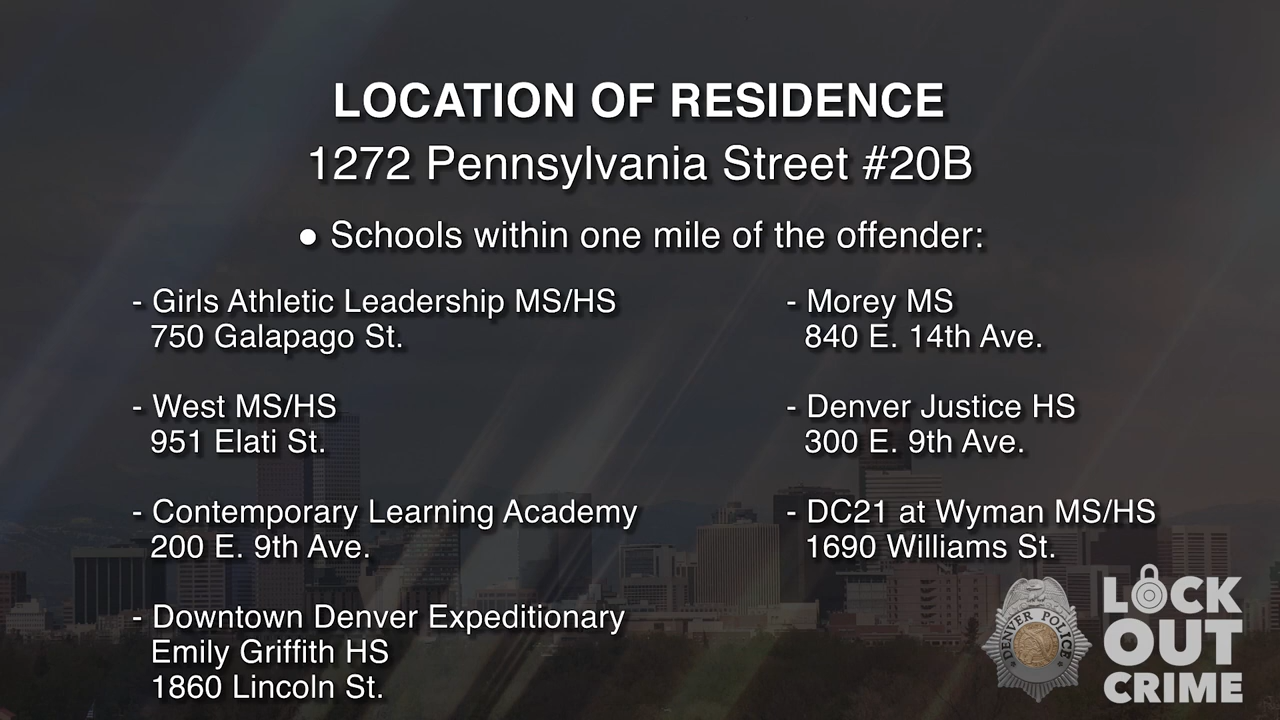 LOCATION OF RESIDENCE
1272 Pennsylvania Street #20B
● Schools within one mile of the offender:
- Girls Athletic Leadership MS/HS
750 Galapago St.
- West MS/HS
951 Elati St.
- Contemporary Learning Academy
200 E. 9th Ave.
- Downtown Denver Expeditionary
Emily Griffith HS
1860 Lincoln St.
- Morey MS
840 E. 14th Ave.
- Denver Justice HS
300 E. 9th Ave.
- DC21 at Wyman MS/HS
1690 Williams St.
DENVER POLICE
LOCK
OUT
CRIME